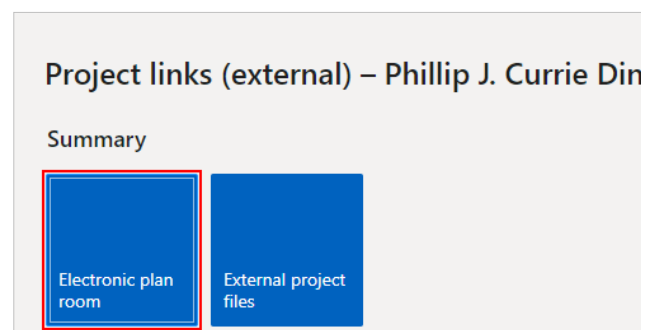 Project links (external) – Phillip J. Currie Din
Summary
Electronic plan
room
External project
files